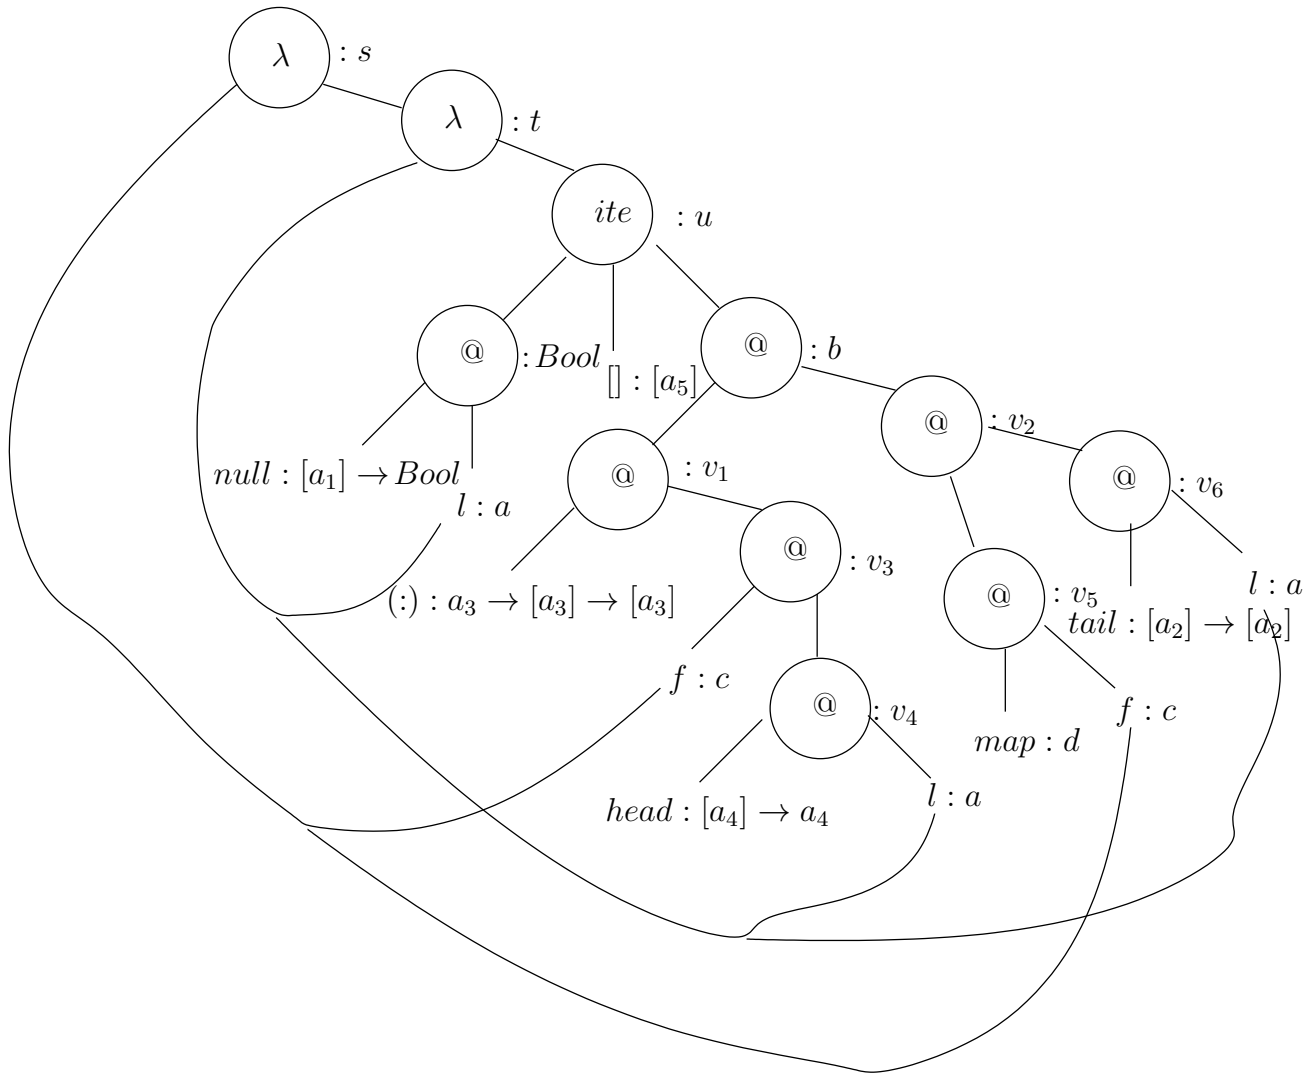 λ : s
λ : t
ite : u
@ : Bool
[] : [a₅]
@ : b
null : [a₁] → Bool
l : a
@ : v₁
@ : v₂
@ : v₆
(:) : a₃ → [a₃] → [a₃]
@ : v₃
@ : v₅
tail : [a₂] → [a₂]
l : a
f : c
@ : v₄
map : d
f : c
head : [a₄] → a₄
l : a